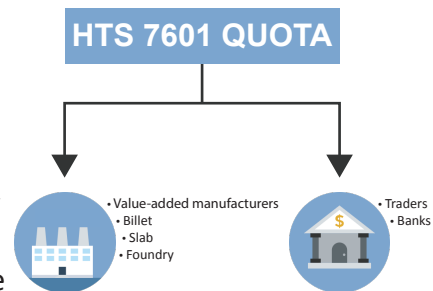 HTS 7601 QUOTA
• Value-added manufacturers
• Billet
• Slab
• Foundry
$
• Traders
• Banks
e